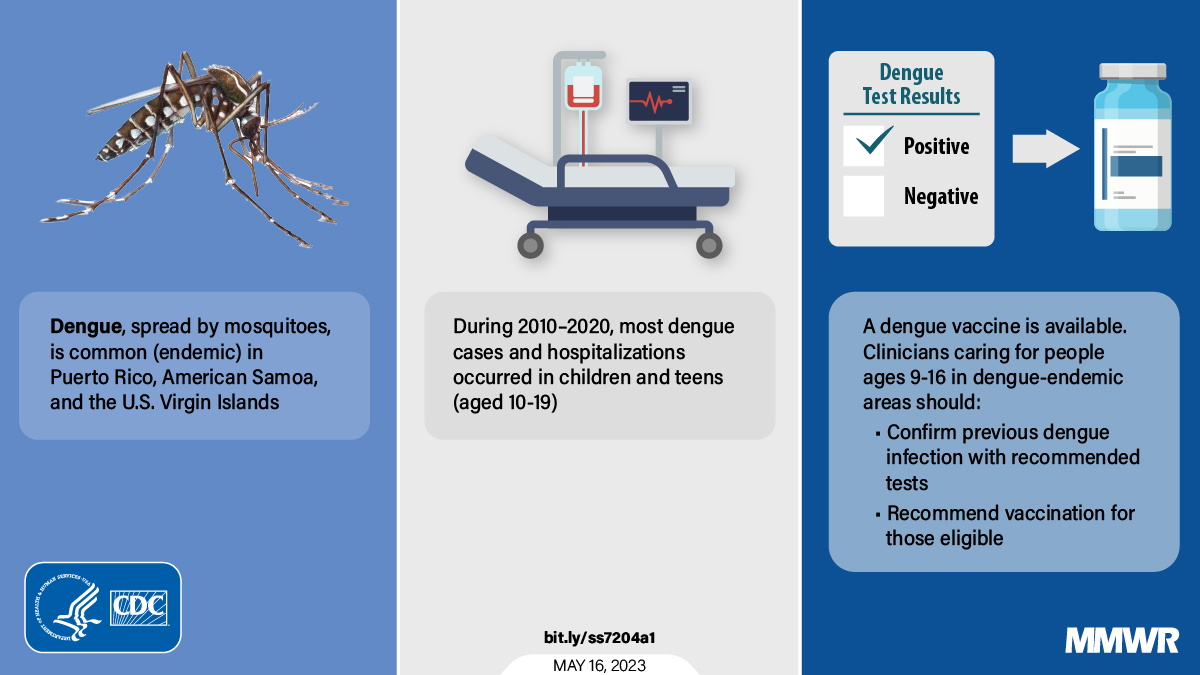 Dengue, spread by mosquitoes,
is common (endemic) in
Puerto Rico, American Samoa,
and the U.S. Virgin Islands
DEPARTMENT OF HEALTH & HUMAN SERVICES · USA
CDC
During 2010–2020, most dengue
cases and hospitalizations
occurred in children and teens
(aged 10-19)
bit.ly/ss7204a1
MAY 16, 2023
Dengue
Test Results
Positive
Negative
A dengue vaccine is available.
Clinicians caring for people
ages 9-16 in dengue-endemic
areas should:
· Confirm previous dengue
infection with recommended
tests
· Recommend vaccination for
those eligible
MMWR